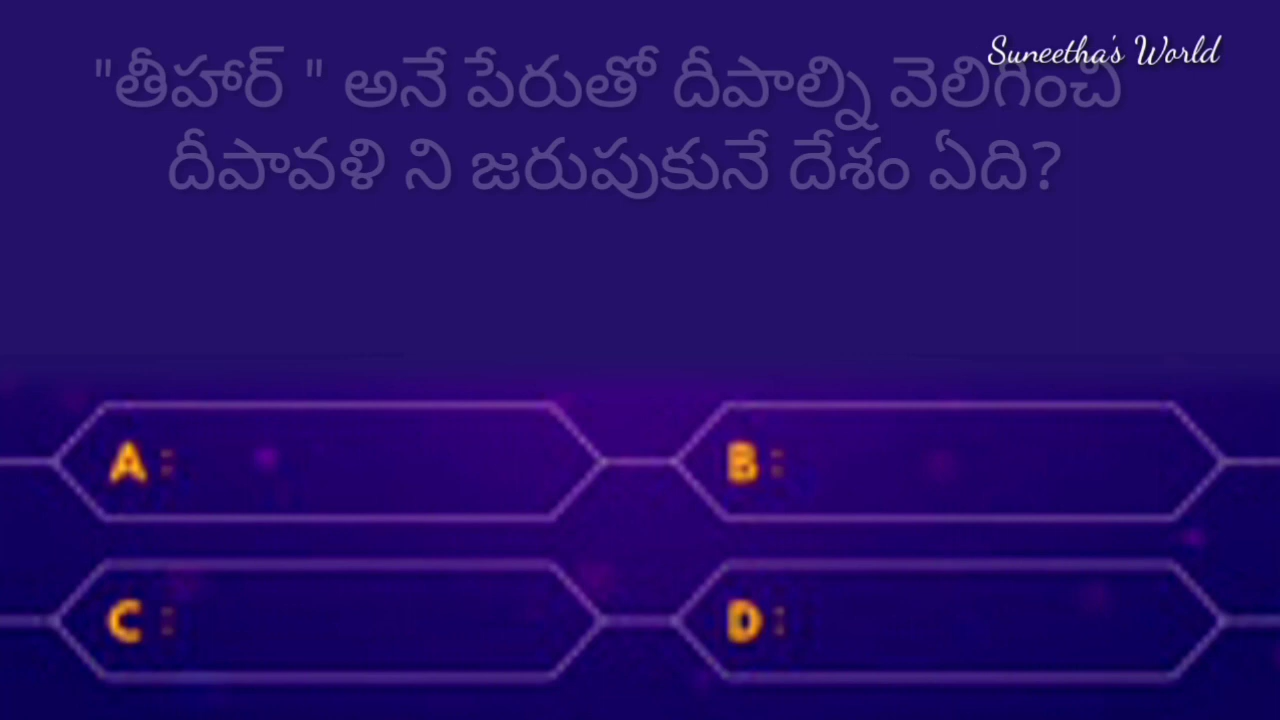 Suneetha's World
"తీహార్ " అనే పేరుతో దీపాల్ని వెలిగించి
దీపావళి ని జరుపుకునే దేశం ఏది?
A :
B :
C :
D :